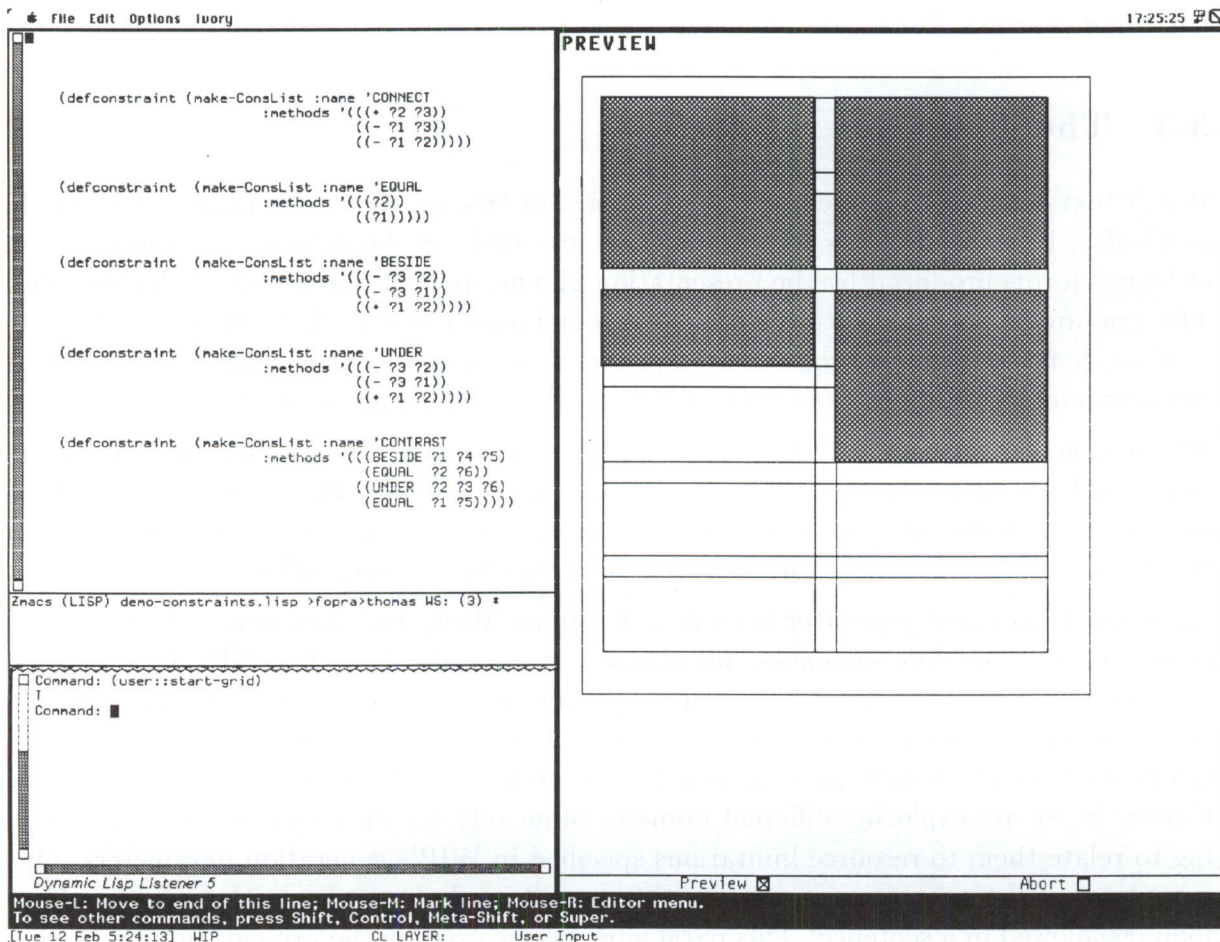 File Edit Options Ivory
17:25:25
PREVIEW
(defconstraint (make-ConsList :name 'CONNECT
:methods '(((+ ?2 ?3))
((- ?1 ?3))
((- ?1 ?2)))))
(defconstraint (make-ConsList :name 'EQUAL
:methods '(((?2))
((?1)))))
(defconstraint (make-ConsList :name 'BESIDE
:methods '(((- ?3 ?2))
((- ?3 ?1))
((+ ?1 ?2)))))
(defconstraint (make-ConsList :name 'UNDER
:methods '(((- ?3 ?2))
((- ?3 ?1))
((+ ?1 ?2)))))
(defconstraint (make-ConsList :name 'CONTRAST
:methods '(((BESIDE ?1 ?4 ?5)
(EQUAL ?2 ?6))
((UNDER ?2 ?3 ?6)
(EQUAL ?1 ?5)))))
Zmacs (LISP) demo-constraints.lisp >fopra>thomas WS: (3) *
Command: (user::start-grid)
T
Command:
Dynamic Lisp Listener 5
Preview
Abort
Mouse-L: Move to end of this line; Mouse-M: Mark line; Mouse-R: Editor menu.
To see other commands, press Shift, Control, Meta-Shift, or Super.
[Tue 12 Feb 5:24:13] WIP CL LAYER: User Input